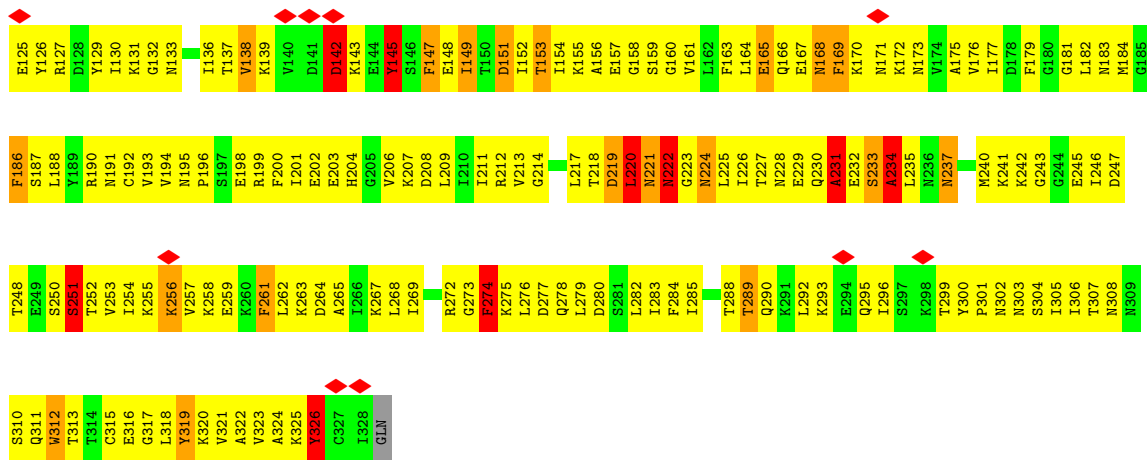 E125 Y126 R127 D128 Y129 I130 K131 G132 N133 I136 T137 V138 K139 V140 D141 D142 K143 E144 Y145 S146 F147 E148 I149 T150 D151 I152 T153 I154 K155 A156 E157 G158 S159 G160 V161 L162 F163 L164 E165 Q166 E167 N168 F169 K170 N171 K172 N173 V174 A175 V176 I177 D178 F179 G180 G181 L182 N183 M184 G185
F186 S187 L188 Y189 R190 N191 C192 V193 V194 N195 P196 S197 E198 R199 F200 I201 E202 E203 H204 G205 V206 K207 D208 L209 I210 I211 R212 V213 G214 L217 T218 D219 L220 N221 N222 G223 N224 L225 I226 T227 N228 E229 Q230 A231 E232 S233 A234 L235 N236 N237 M240 K241 K242 G243 G244 E245 I246 D247
T248 E249 S250 S251 T252 V253 I254 K255 K256 V257 K258 E259 K260 F261 L262 K263 D264 A265 I266 K267 L268 I269 R272 G273 F274 K275 L276 D277 Q278 L279 D280 S281 L282 I283 F284 I285 T288 T289 Q290 K291 L292 K293 E294 Q295 I296 S297 K298 T299 Y300 P301 N302 N303 S304 I305 I306 T307 N308 N309
S310 Q311 W312 T313 T314 C315 E316 G317 L318 Y319 K320 V321 A322 V323 A324 K325 Y326 C327 I328 GLN